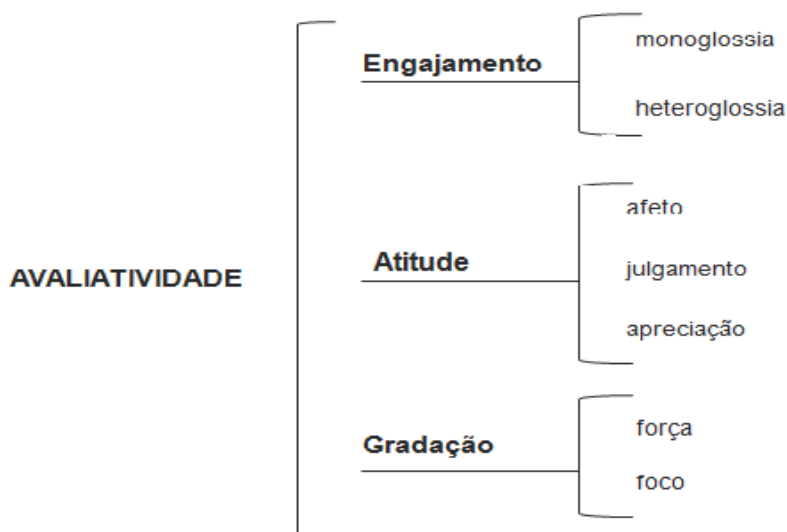 AVALIATIVIDADE
Engajamento
monoglossia
heteroglossia
Atitude
afeto
julgamento
apreciação
Gradação
força
foco